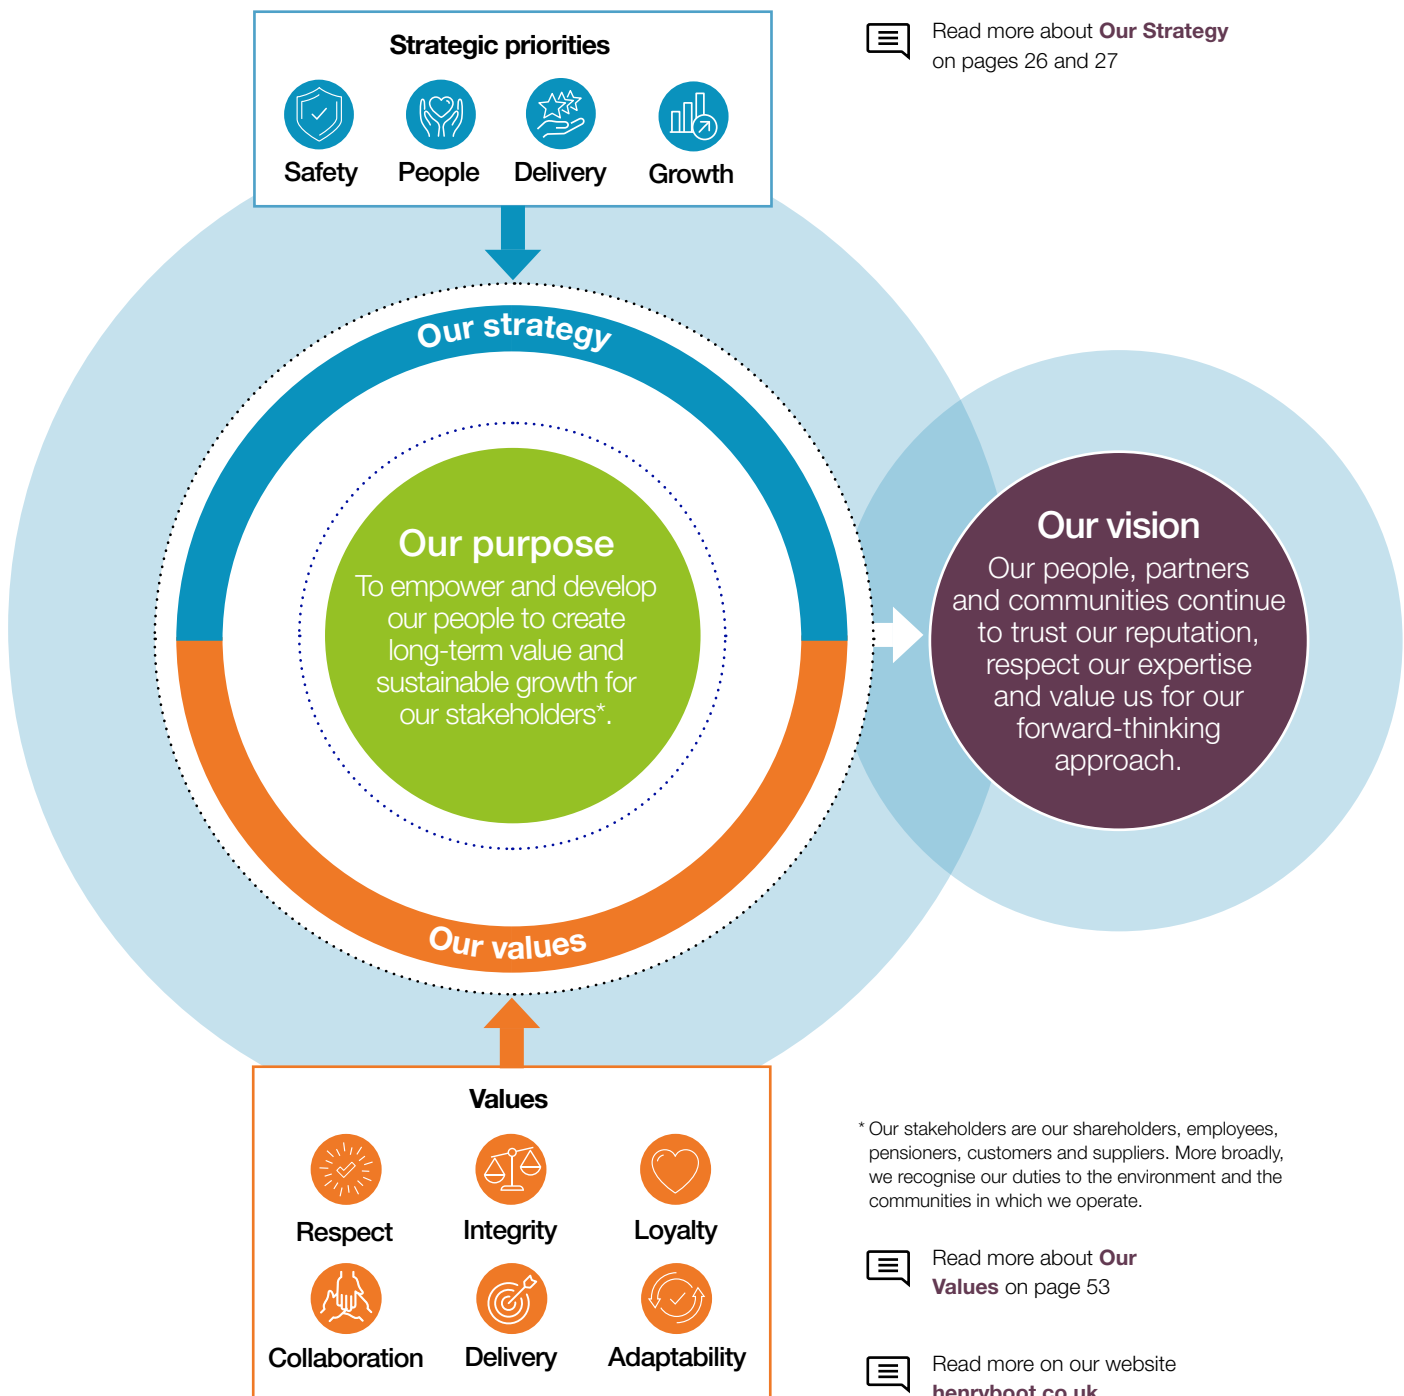 Strategic priorities
Safety
People
Delivery
Growth
Read more about Our Strategy
on pages 26 and 27
Our strategy
Our purpose
To empower and develop
our people to create
long-term value and
sustainable growth for
our stakeholders*.
Our vision
Our people, partners
and communities continue
to trust our reputation,
respect our expertise
and value us for our
forward-thinking
approach.
Our values
Values
Respect
Integrity
Loyalty
Collaboration
Delivery
Adaptability
* Our stakeholders are our shareholders, employees,
pensioners, customers and suppliers. More broadly,
we recognise our duties to the environment and the
communities in which we operate.
Read more about Our
Values on page 53
Read more on our website
henryboot.co.uk